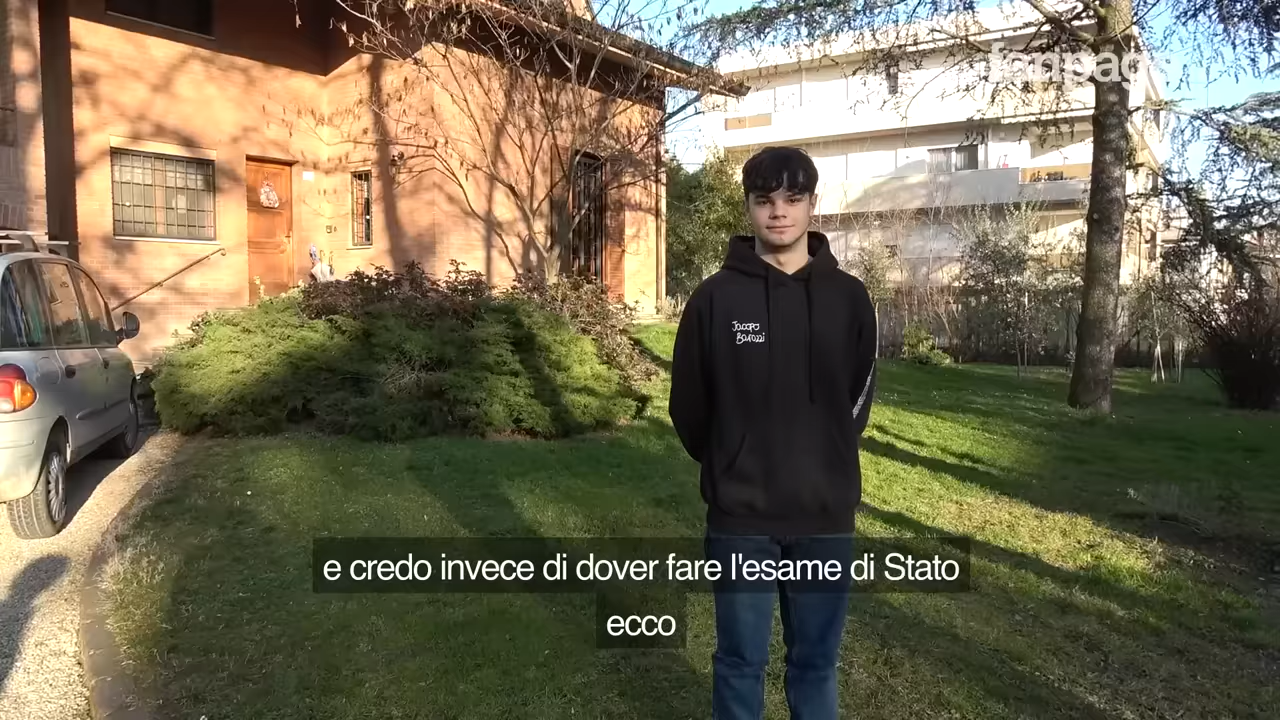 fanpage
Jacopo
Barozzi
e credo invece di dover fare l'esame di Stato
ecco